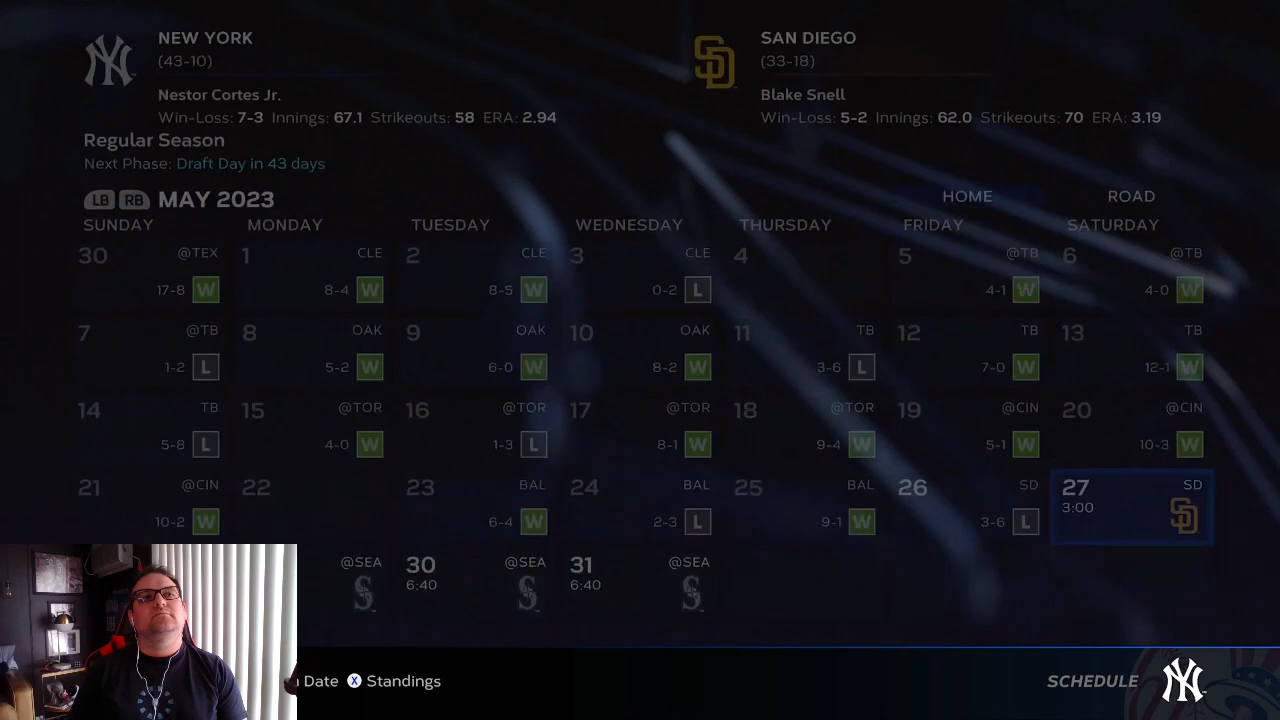 NEW YORK
(43-10)
Nestor Cortes Jr.
Win-Loss: 7-3 Innings: 67.1 Strikeouts: 58 ERA: 2.94
SAN DIEGO
(33-18)
Blake Snell
Win-Loss: 5-2 Innings: 62.0 Strikeouts: 70 ERA: 3.19
Regular Season
Next Phase: Draft Day in 43 days
LB RB MAY 2023
HOME ROAD
SUNDAY MONDAY TUESDAY WEDNESDAY THURSDAY FRIDAY SATURDAY
30 @TEX 1 CLE 2 CLE 3 CLE 4 5 @TB 6 @TB
17-8 W 8-4 W 8-5 W 0-2 L 4-1 W 4-0 W
7 @TB 8 OAK 9 OAK 10 OAK 11 TB 12 TB 13 TB
1-2 L 5-2 W 6-0 W 8-2 W 3-6 L 7-0 W 12-1 W
14 TB 15 @TOR 16 @TOR 17 @TOR 18 @TOR 19 @CIN 20 @CIN
5-8 L 4-0 W 1-3 L 8-1 W 9-4 W 5-1 W 10-3 W
21 @CIN 22 23 BAL 24 BAL 25 BAL 26 SD 27 SD
10-2 W 6-4 W 2-3 L 9-1 W 3-6 L 3:00 SD
@SEA 30 @SEA 31 @SEA
S 6:40 S 6:40 S
Date X Standings
SCHEDULE NY